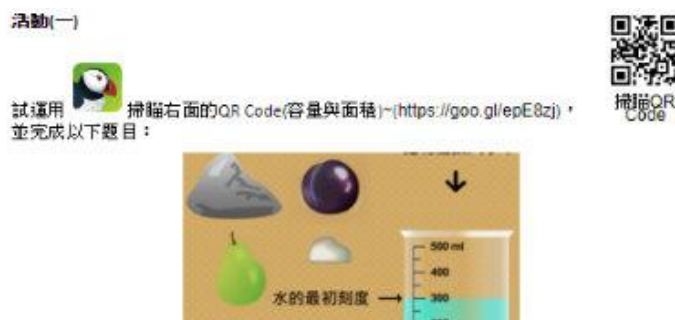 活動(一)
試運用 掃瞄右面的QR Code(容量與面積)~(https://goo.gl/epE8zj)，
並完成以下題目：
掃瞄QR
Code
500 ml
400
水的最初刻度
300